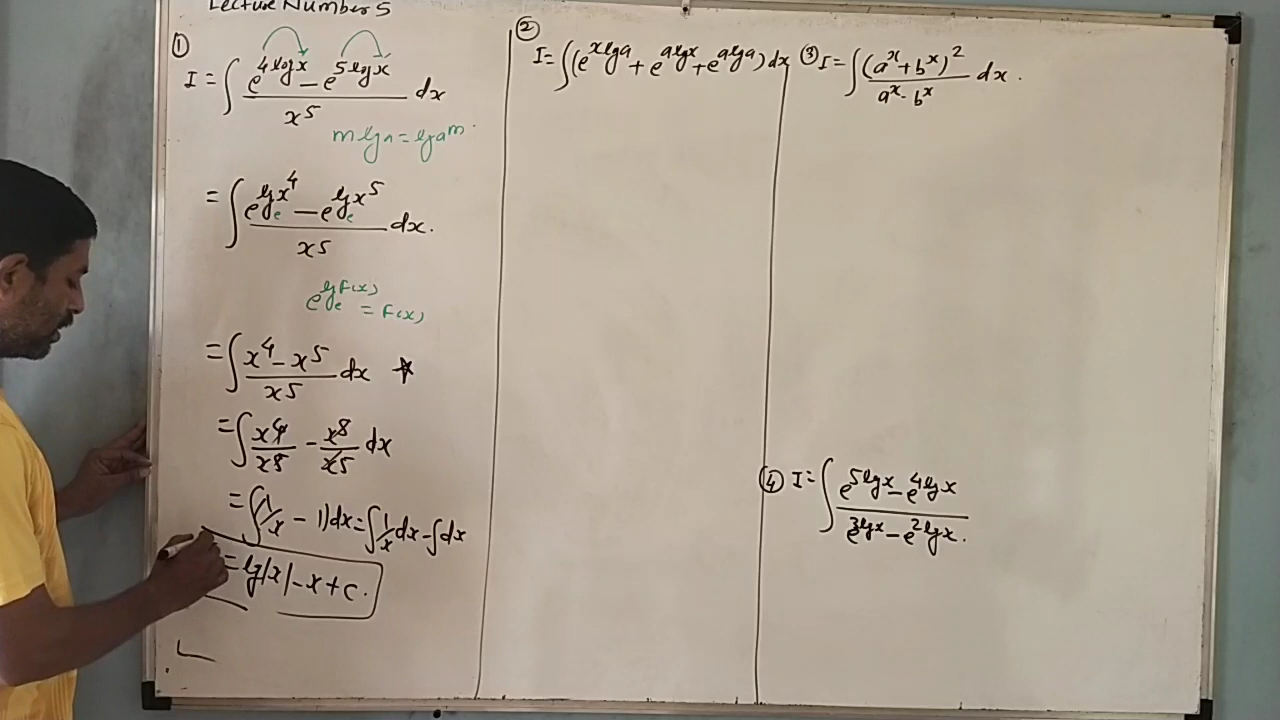 Lecture Number 5
①
I = ∫ (e^{4 log x} − e^{5 log x}) / x^5 dx
m log a = log a^m.
= ∫ (e^{log_e x^4} − e^{log_e x^5}) / x^5 dx.
e^{log_e F(x)} = F(x)
= ∫ (x^4 − x^5) / x^5 dx *
= ∫ x^4/x^5 − x^5/x^5 dx
= ∫(1/x − 1)dx = ∫ 1/x dx − ∫ dx
= log|x| − x + c.
② I = ∫ (e^{x log a} + e^{a log x} + e^{a log a}) dx
③ I = ∫ (a^x + b^x)^2 / (a^x · b^x) dx.
④ I = ∫ (e^{5 log x} − e^{4 log x}) / (e^{3 log x} − e^{2 log x}).